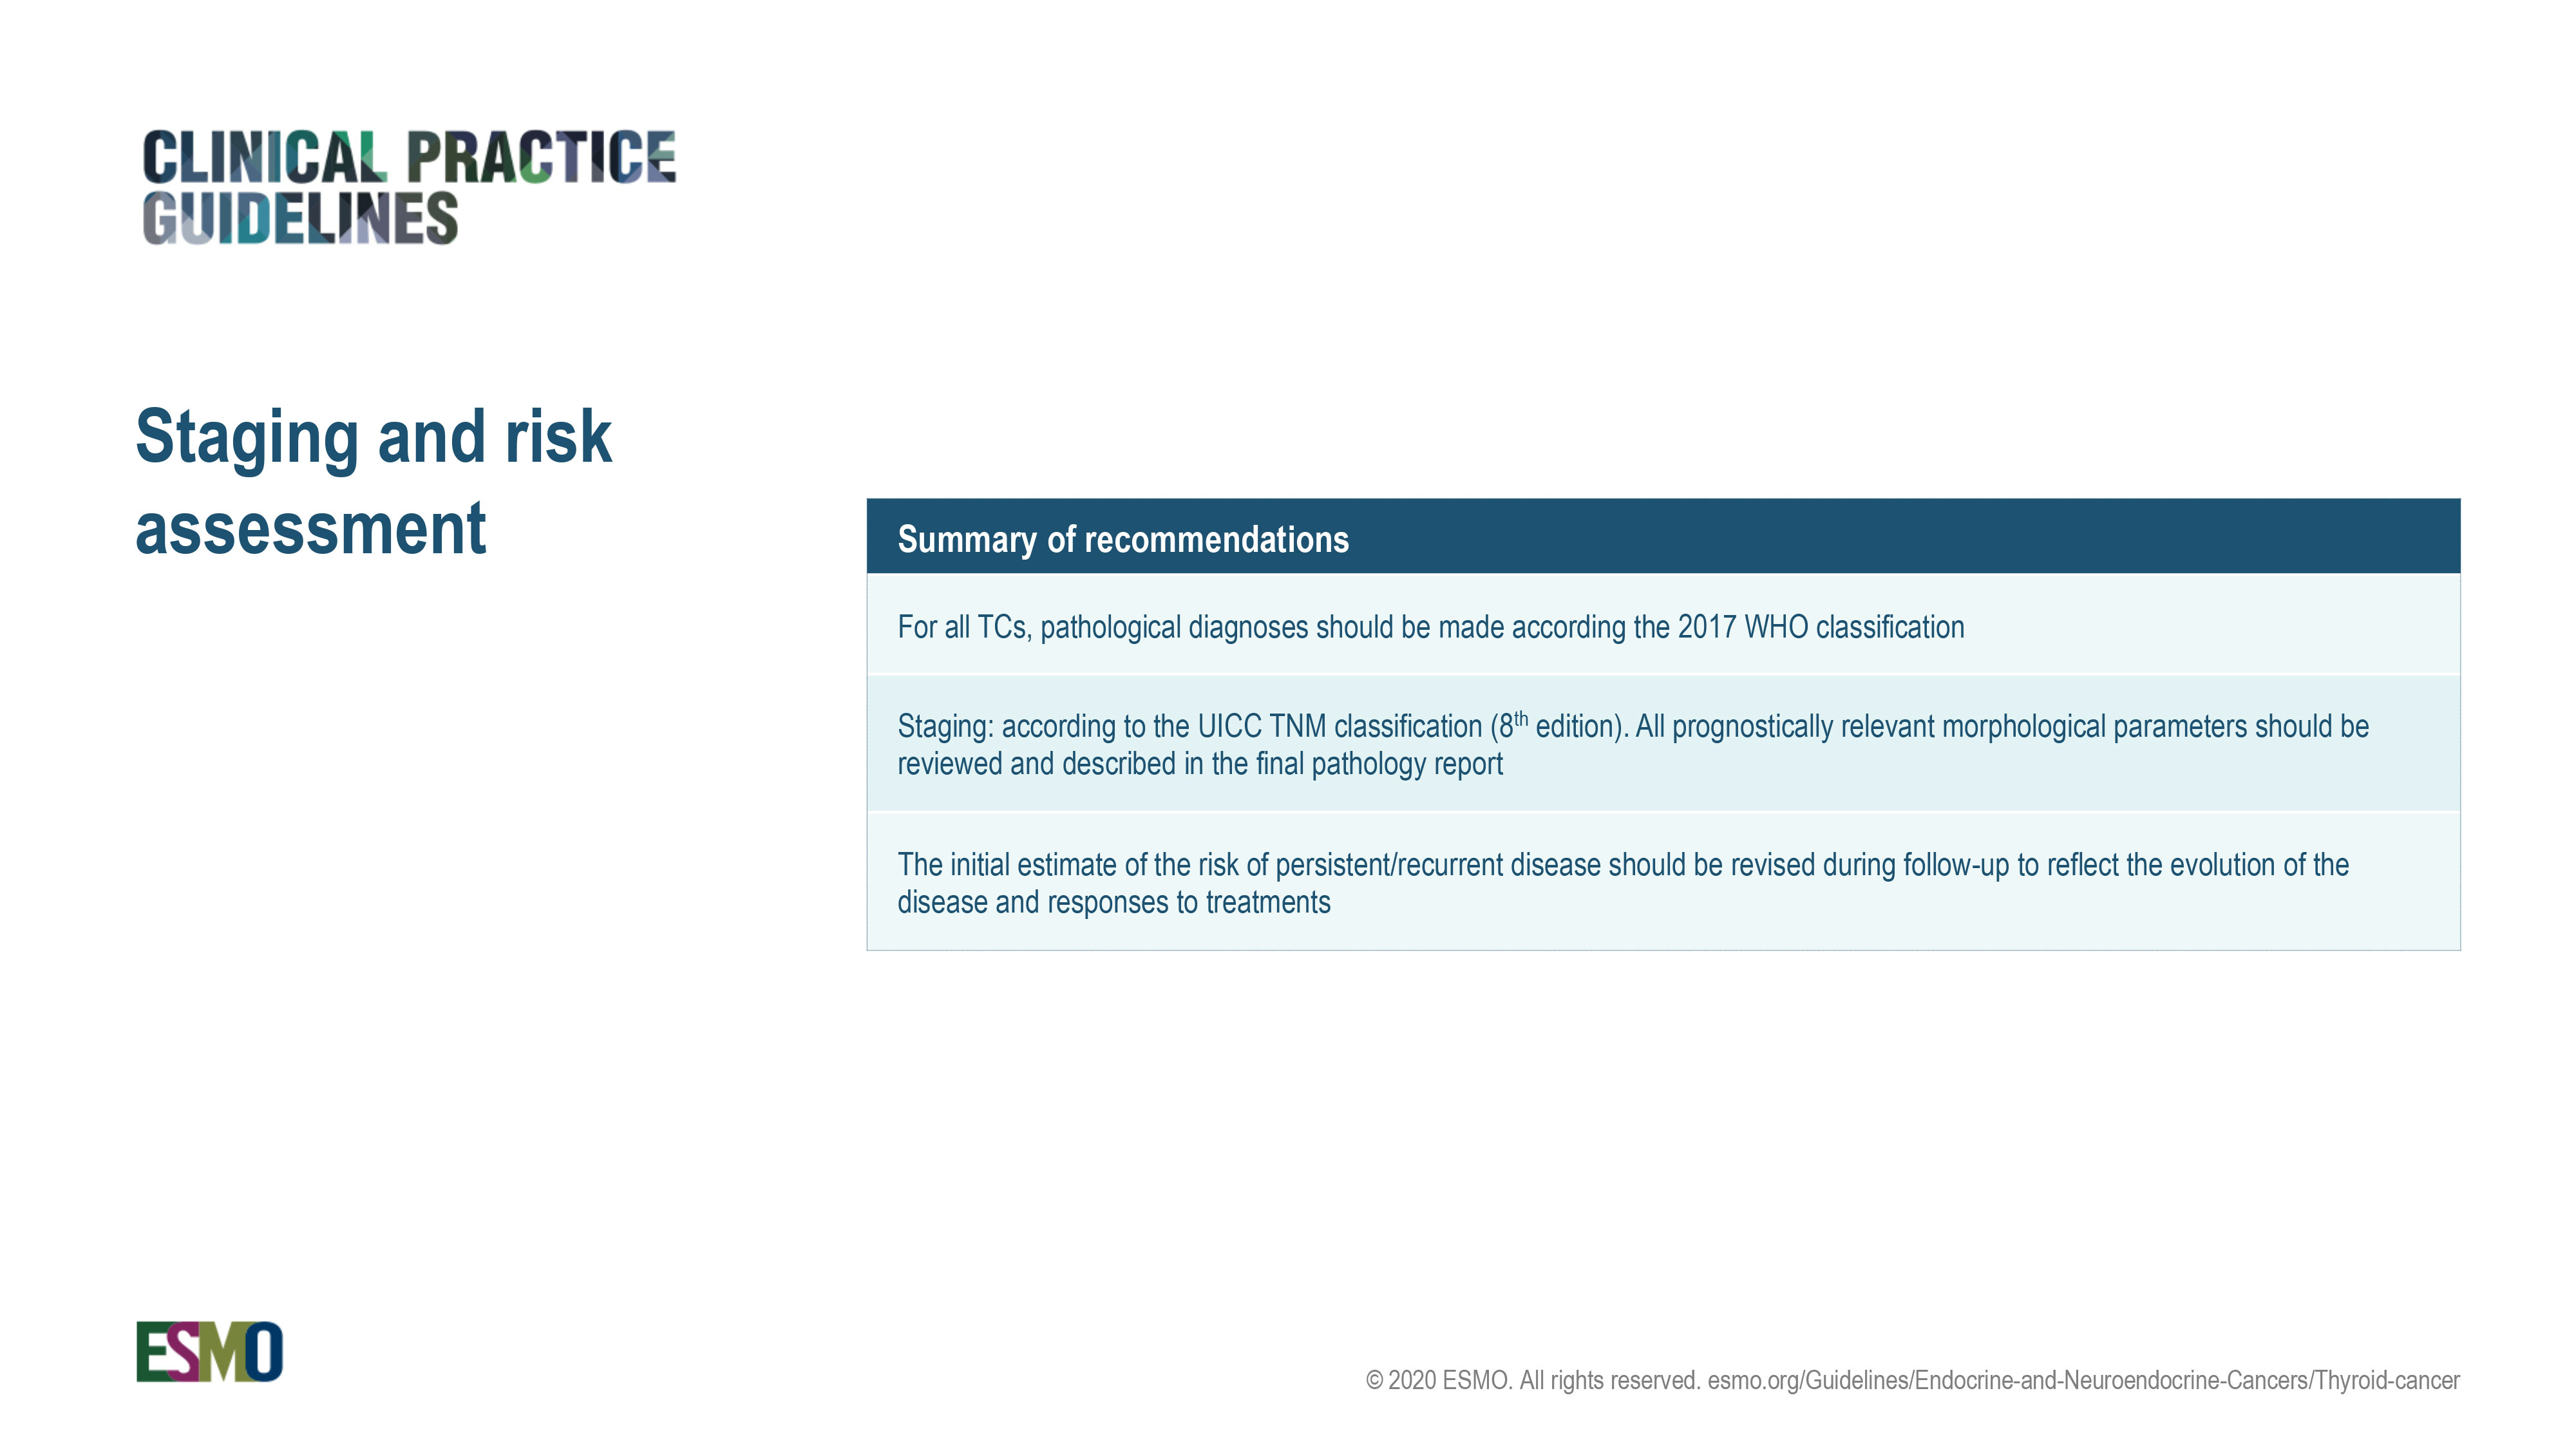 CLINICAL PRACTICE
GUIDELINES
Staging and risk
assessment
Summary of recommendations
For all TCs, pathological diagnoses should be made according the 2017 WHO classification
Staging: according to the UICC TNM classification (8th edition). All prognostically relevant morphological parameters should be
reviewed and described in the final pathology report
The initial estimate of the risk of persistent/recurrent disease should be revised during follow-up to reflect the evolution of the
disease and responses to treatments
ESMO
© 2020 ESMO. All rights reserved. esmo.org/Guidelines/Endocrine-and-Neuroendocrine-Cancers/Thyroid-cancer